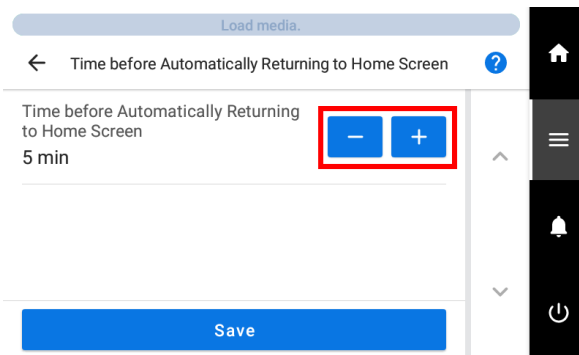 Load media.
Time before Automatically Returning to Home Screen
?
Time before Automatically Returning
to Home Screen
5 min
− +
Save